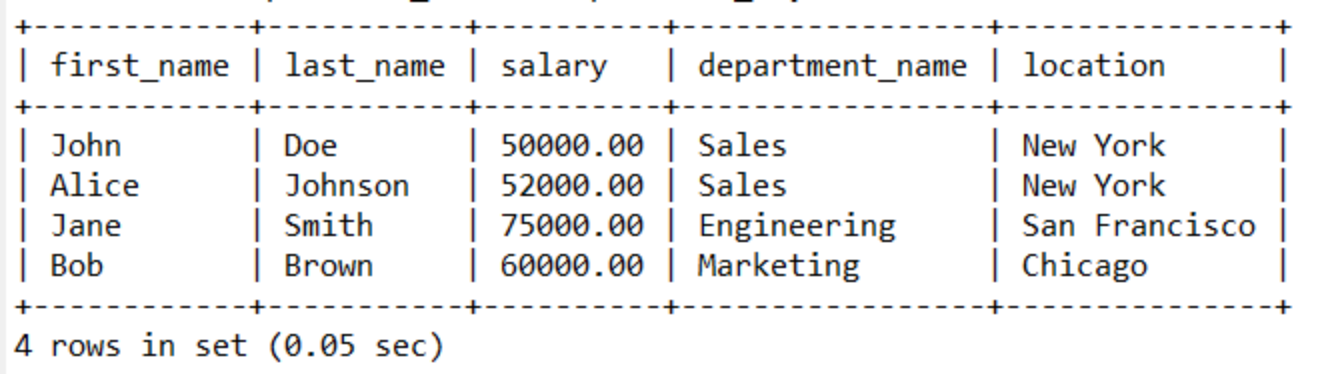 +------------+-----------+----------+-----------------+---------------+
| first_name | last_name | salary   | department_name | location      |
+------------+-----------+----------+-----------------+---------------+
| John       | Doe       | 50000.00 | Sales           | New York      |
| Alice      | Johnson   | 52000.00 | Sales           | New York      |
| Jane       | Smith     | 75000.00 | Engineering     | San Francisco |
| Bob        | Brown     | 60000.00 | Marketing       | Chicago       |
+------------+-----------+----------+-----------------+---------------+
4 rows in set (0.05 sec)